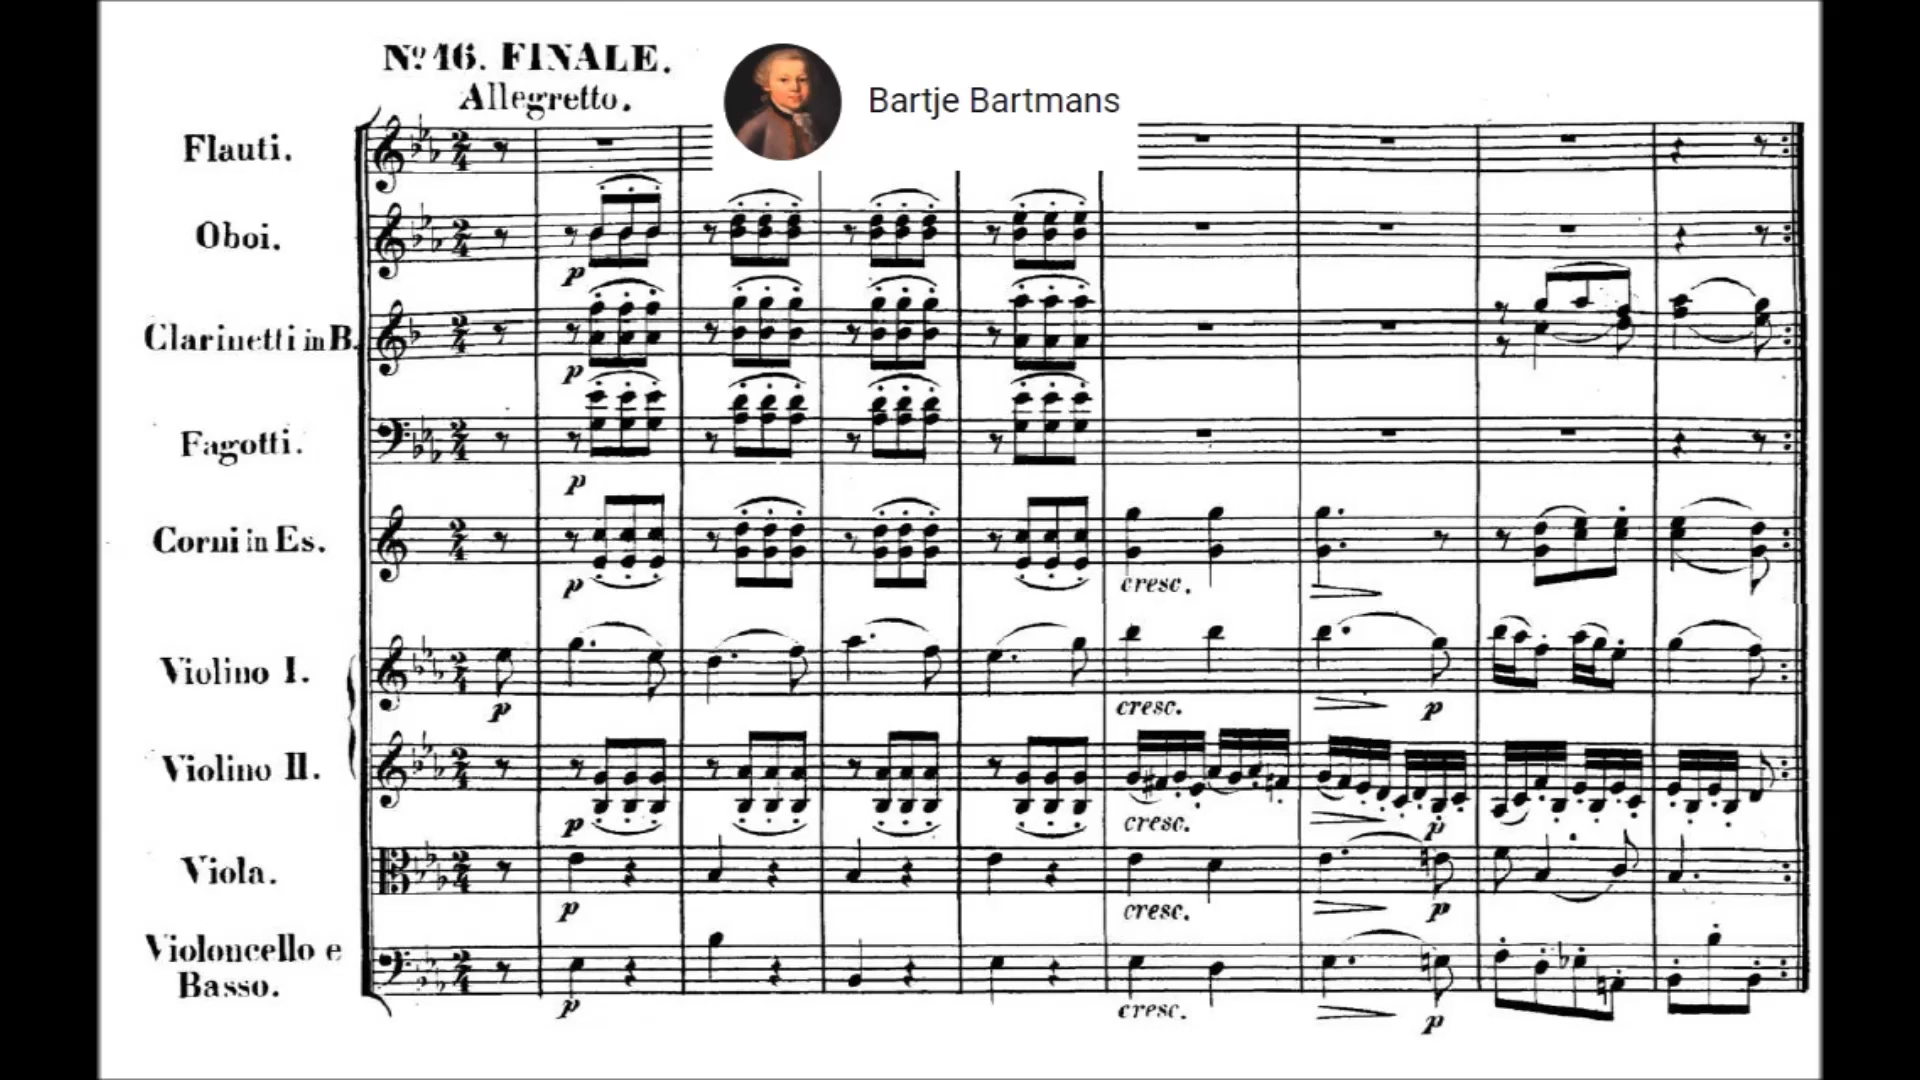 Nº 16. FINALE.
Allegretto.
Bartje Bartmans
Flauti.
Oboi.
p
Clarinetti in B.
p
Fagotti.
p
Corni in Es.
p cresc.
Violino I.
p cresc. p
Violino II.
p cresc. p
Viola.
p cresc. p
Violoncello e
Basso.
p cresc. p